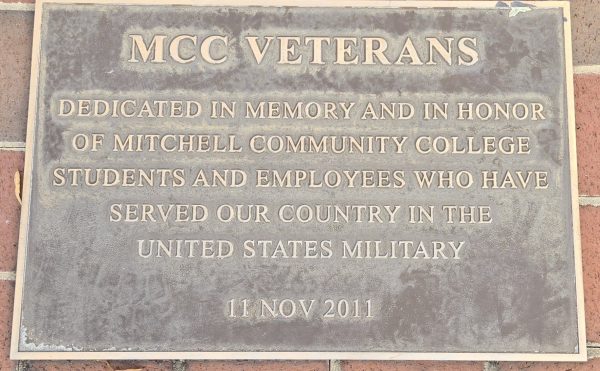 MCC VETERANS
DEDICATED IN MEMORY AND IN HONOR
OF MITCHELL COMMUNITY COLLEGE
STUDENTS AND EMPLOYEES WHO HAVE
SERVED OUR COUNTRY IN THE
UNITED STATES MILITARY
11 NOV 2011